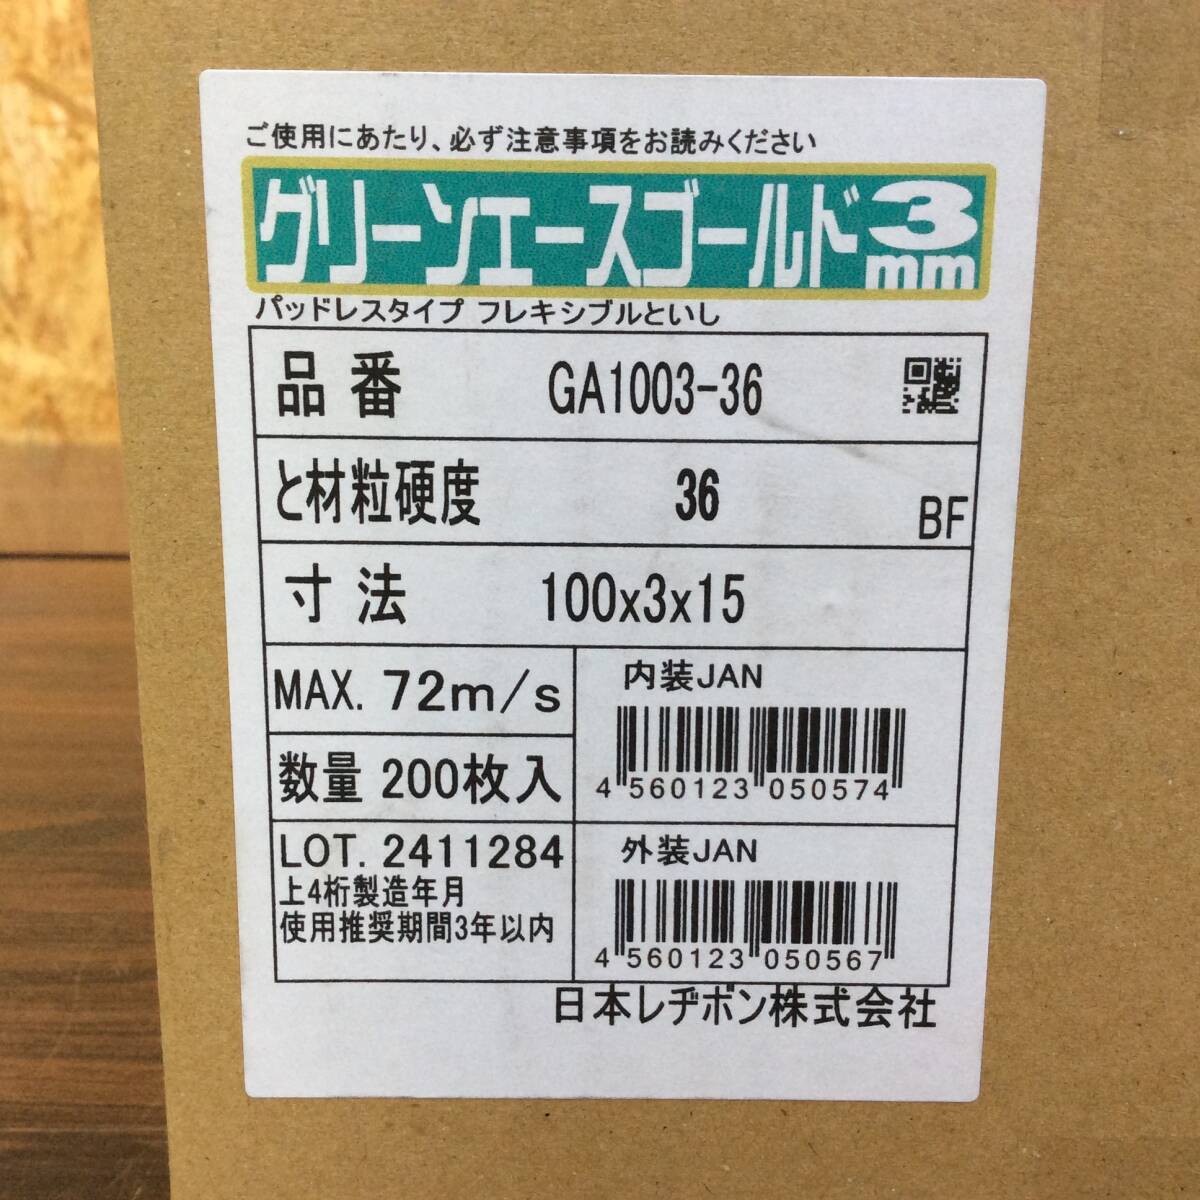 ご使用にあたり、必ず注意事項をお読みください
グリーンエースゴールド3mm
パッドレスタイプ フレキシブルといし
品番 GA1003-36
と材粒硬度 36 BF
寸法 100x3x15
MAX. 72m/s
数量 200枚入
LOT. 2411284
上4桁製造年月
使用推奨期間3年以内
内装JAN
4 560123 050574
外装JAN
4 560123 050567
日本レヂボン株式会社